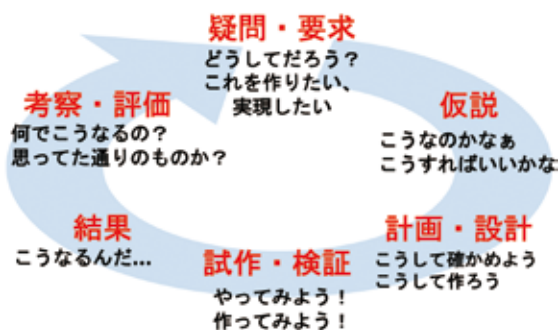 疑問・要求
どうしてだろう？
これを作りたい、
実現したい
仮説
こうなのかなぁ
こうすればいいかな
計画・設計
こうして確かめよう
こうして作ろう
試作・検証
やってみよう！
作ってみよう！
結果
こうなるんだ...
考察・評価
何でこうなるの？
思ってた通りのものか？